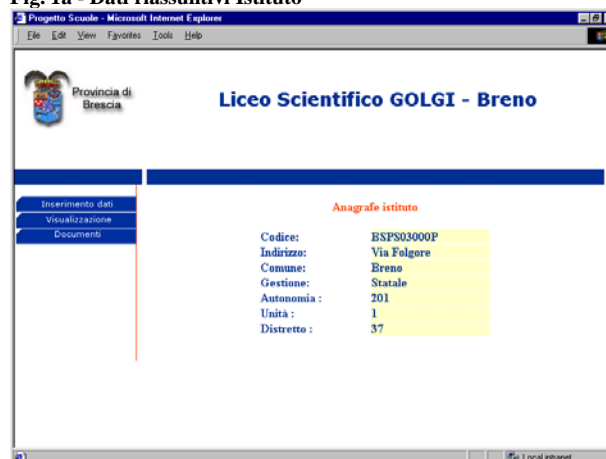 Fig. 1a - Dati riassuntivi Istituto
Progetto Scuole - Microsoft Internet Explorer
File Edit View Favorites Tools Help
Provincia di
Brescia
Liceo Scientifico GOLGI - Breno
Inserimento dati
Visualizzazione
Documenti
Anagrafe istituto
Codice: BSPS03000P
Indirizzo: Via Folgore
Comune: Breno
Gestione: Statale
Autonomia : 201
Unità : 1
Distretto : 37
Local intranet